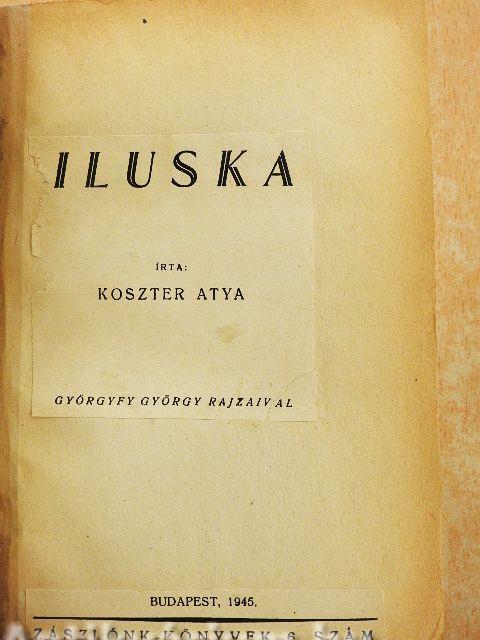 ILUSKA
ÍRTA:
KOSZTER ATYA
GYÖRGYFY GYÖRGY RAJZAIVAL
BUDAPEST, 1945.
ZÁSZLÓNK-KÖNYVEK 6. SZÁM